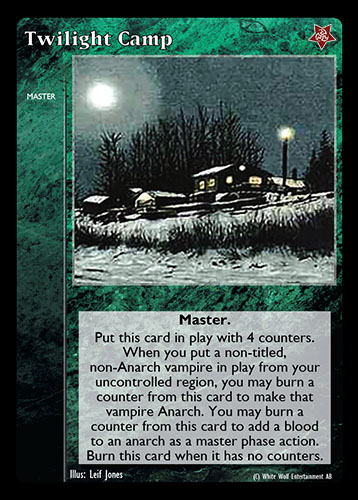 Twilight Camp
MASTER
Master.
Put this card in play with 4 counters.
When you put a non-titled,
non-Anarch vampire in play from your
uncontrolled region, you may burn a
counter from this card to make that
vampire Anarch. You may burn a
counter from this card to add a blood
to an anarch as a master phase action.
Burn this card when it has no counters.
Illus: Leif Jones
(C) White Wolf Entertainment AB